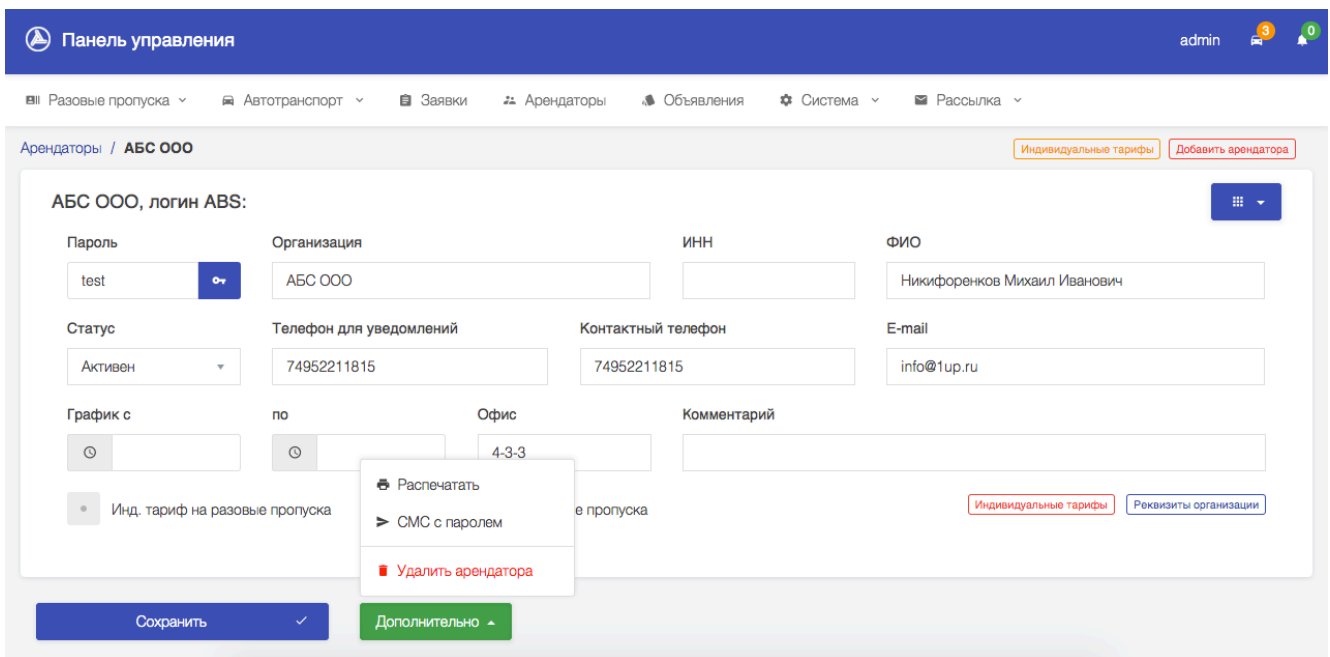 Панель управления
admin
3
0
Разовые пропуска
Автотранспорт
Заявки
Арендаторы
Объявления
Система
Рассылка
Арендаторы / АБС ООО
Индивидуальные тарифы
Добавить арендатора
АБС ООО, логин ABS:
Пароль
Организация
ИНН
ФИО
test
АБС ООО
Никифоренков Михаил Иванович
Статус
Телефон для уведомлений
Контактный телефон
E-mail
Активен
74952211815
74952211815
info@1up.ru
График с
по
Офис
Комментарий
4-3-3
Распечатать
Инд. тариф на разовые пропуска
е пропуска
Индивидуальные тарифы
Реквизиты организации
СМС с паролем
Удалить арендатора
Сохранить
Дополнительно